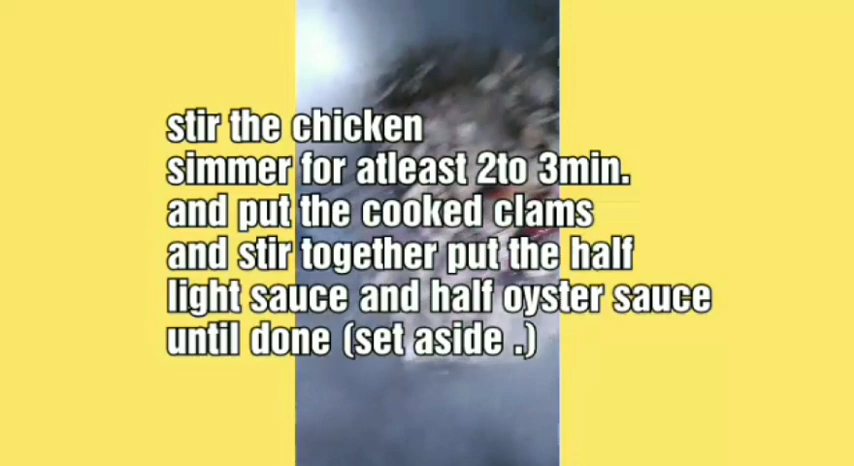 stir the chicken
simmer for atleast 2to 3min.
and put the cooked clams
and stir together put the half
light sauce and half oyster sauce
until done (set aside .)